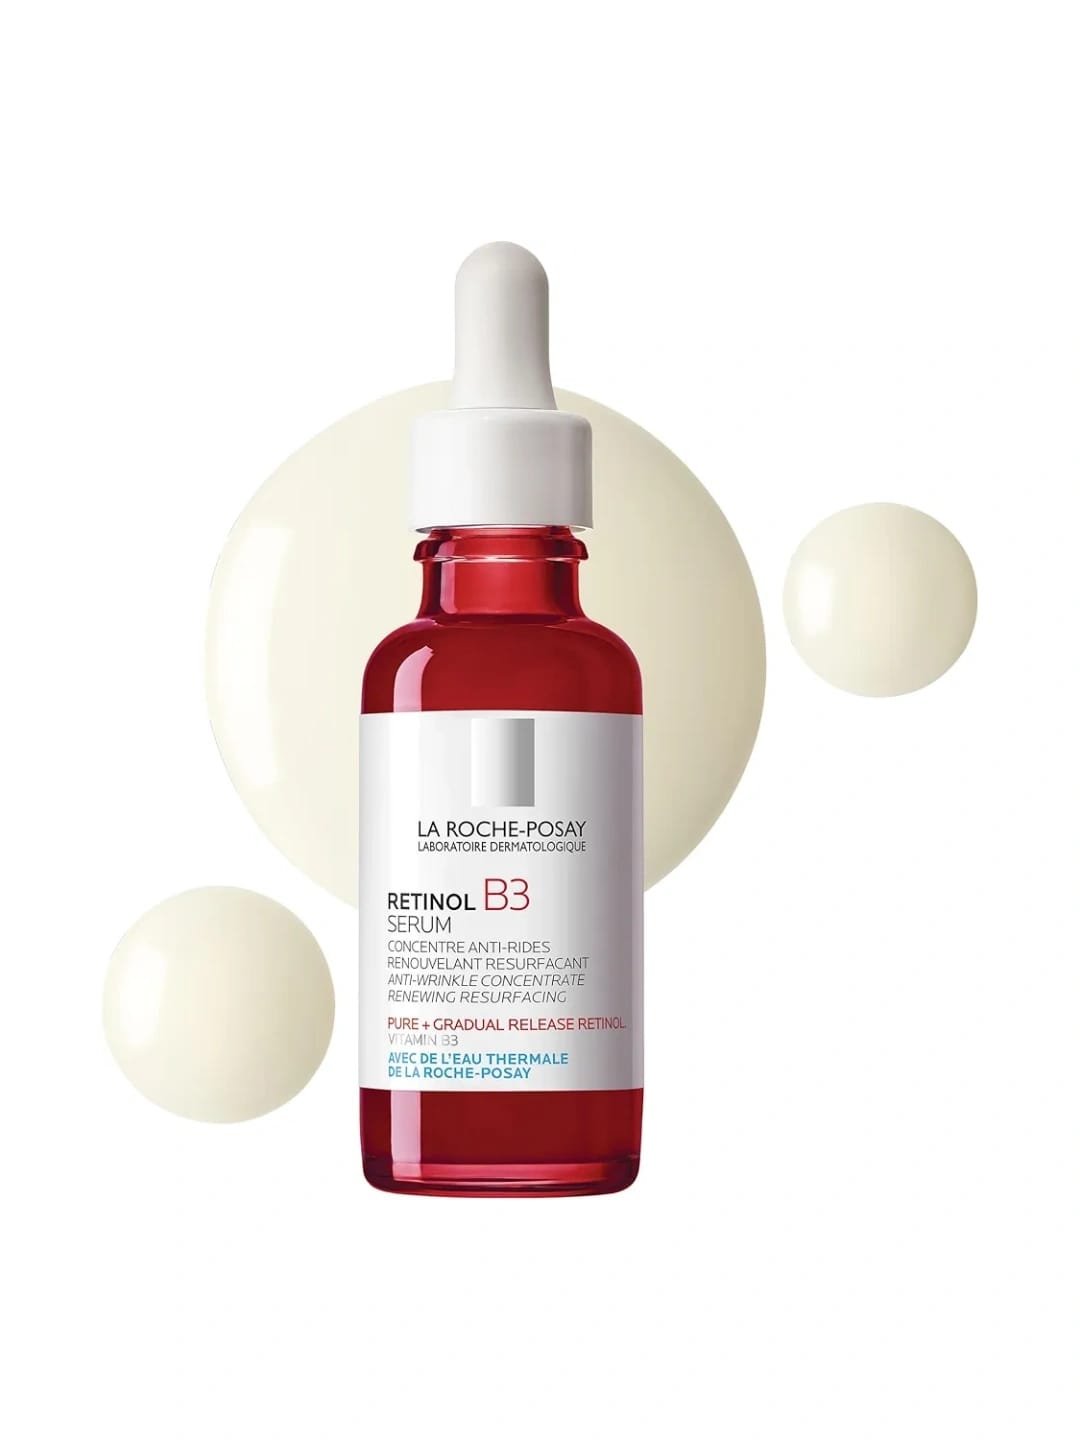 LA ROCHE-POSAY
LABORATOIRE DERMATOLOGIQUE
RETINOL B3
SERUM
CONCENTRE ANTI-RIDES
RENOUVELANT RESURFACANT
ANTI-WRINKLE CONCENTRATE
RENEWING RESURFACING
PURE + GRADUAL RELEASE RETINOL.
VITAMIN B3
AVEC DE L'EAU THERMALE
DE LA ROCHE-POSAY